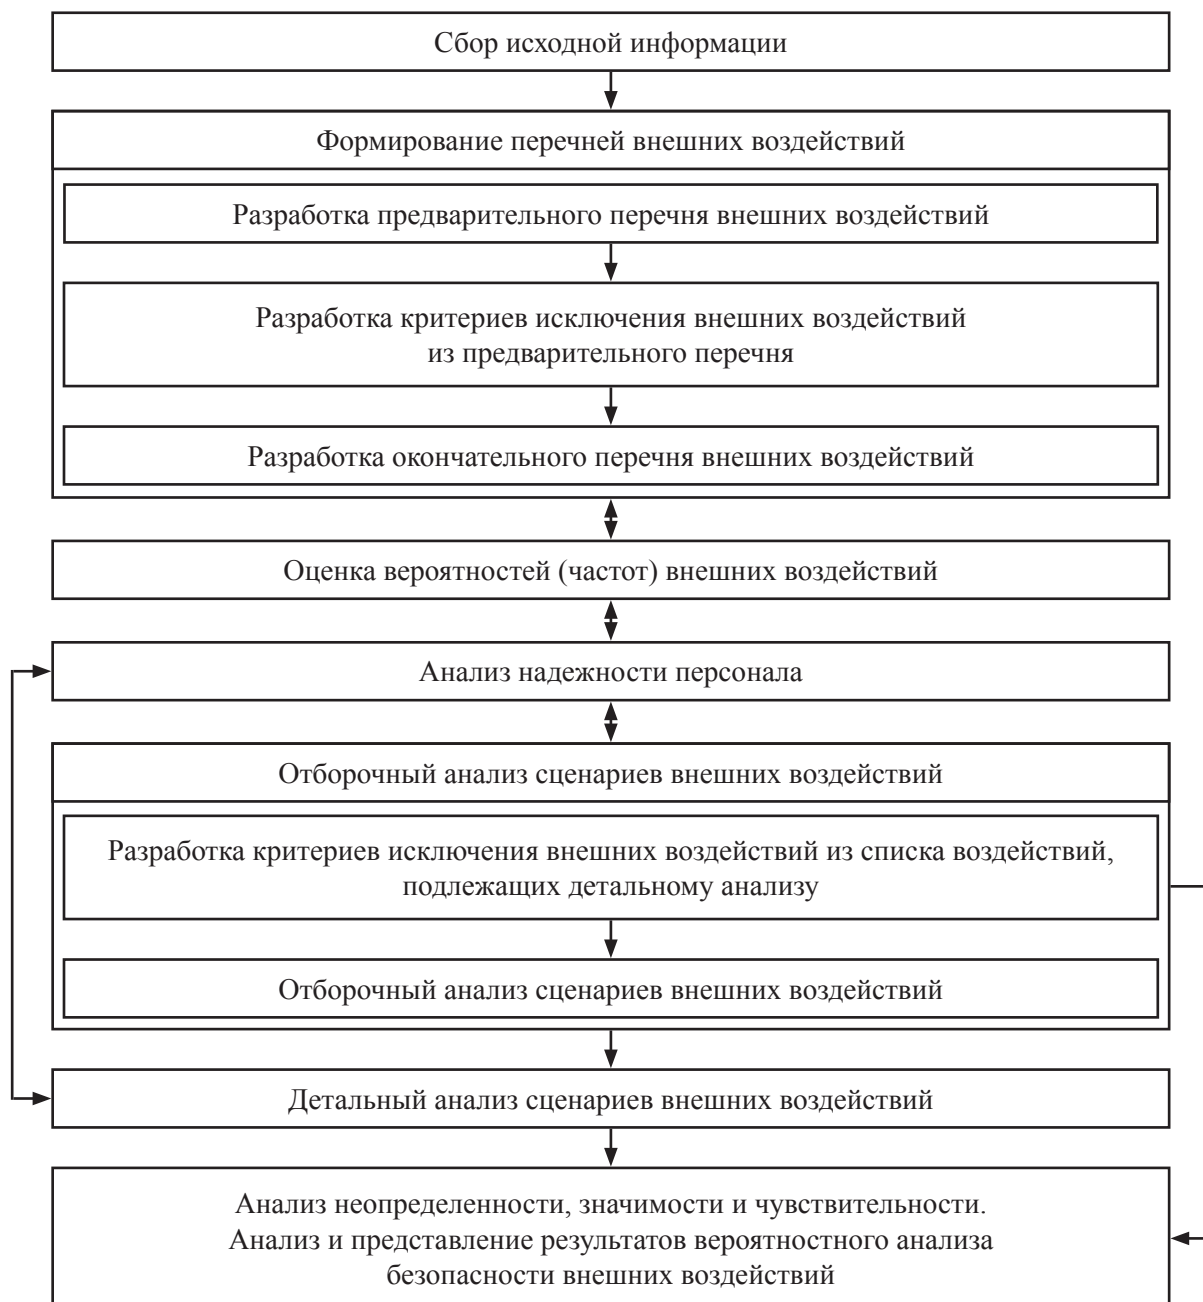 Сбор исходной информации
Формирование перечней внешних воздействий
Разработка предварительного перечня внешних воздействий
Разработка критериев исключения внешних воздействий
из предварительного перечня
Разработка окончательного перечня внешних воздействий
Оценка вероятностей (частот) внешних воздействий
Анализ надежности персонала
Отборочный анализ сценариев внешних воздействий
Разработка критериев исключения внешних воздействий из списка воздействий,
подлежащих детальному анализу
Отборочный анализ сценариев внешних воздействий
Детальный анализ сценариев внешних воздействий
Анализ неопределенности, значимости и чувствительности.
Анализ и представление результатов вероятностного анализа
безопасности внешних воздействий